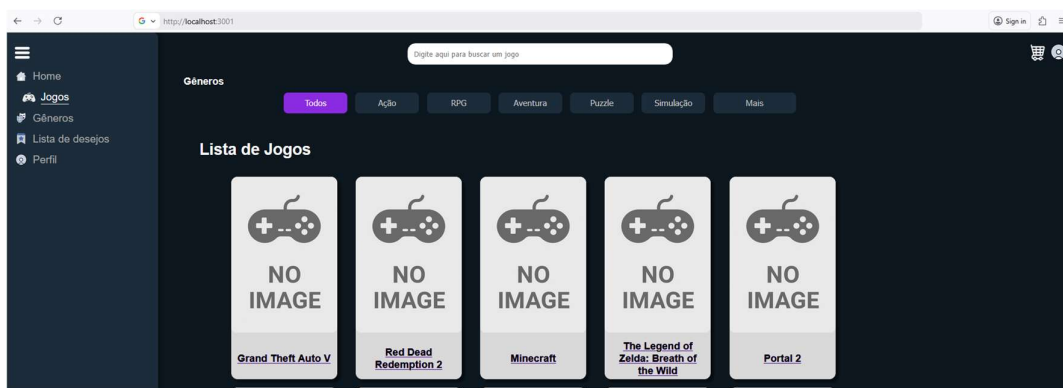 http://localhost:3001
Sign in
Digite aqui para buscar um jogo
Home
Jogos
Gêneros
Lista de desejos
Perfil
Gêneros
Todos Ação RPG Aventura Puzzle Simulação Mais
Lista de Jogos
NO NO NO NO NO
IMAGE IMAGE IMAGE IMAGE IMAGE
Grand Theft Auto V
Red Dead
Redemption 2
Minecraft
The Legend of
Zelda: Breath of
the Wild
Portal 2